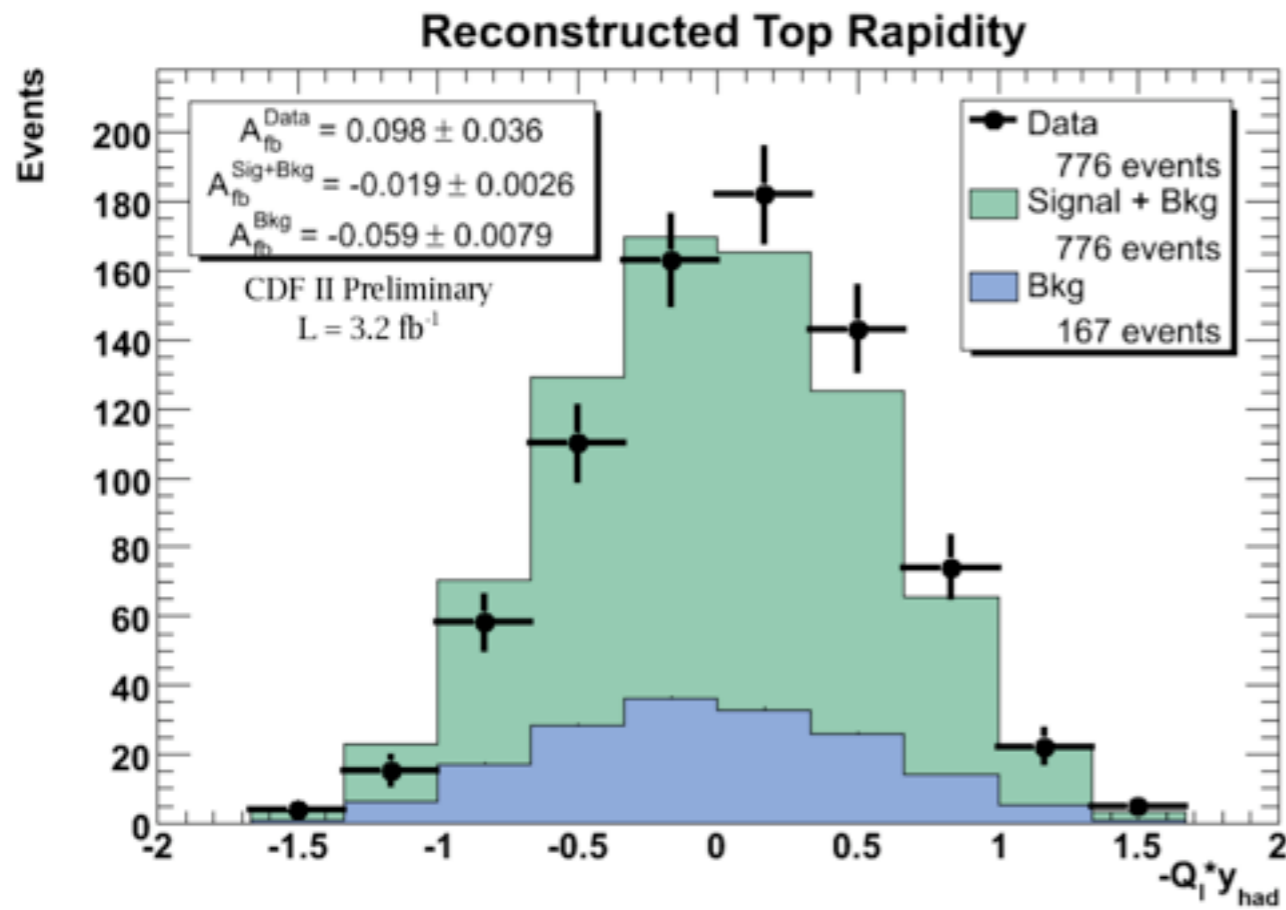 Reconstructed Top Rapidity
Events
A_fb^Data = 0.098 ± 0.036
A_fb^Sig+Bkg = -0.019 ± 0.0026
A_fb^Bkg = -0.059 ± 0.0079
CDF II Preliminary
L = 3.2 fb⁻¹
Data
776 events
Signal + Bkg
776 events
Bkg
167 events
200
180
160
140
120
100
80
60
40
20
0
-2 -1.5 -1 -0.5 0 0.5 1 1.5 2
-Q_l*y_had